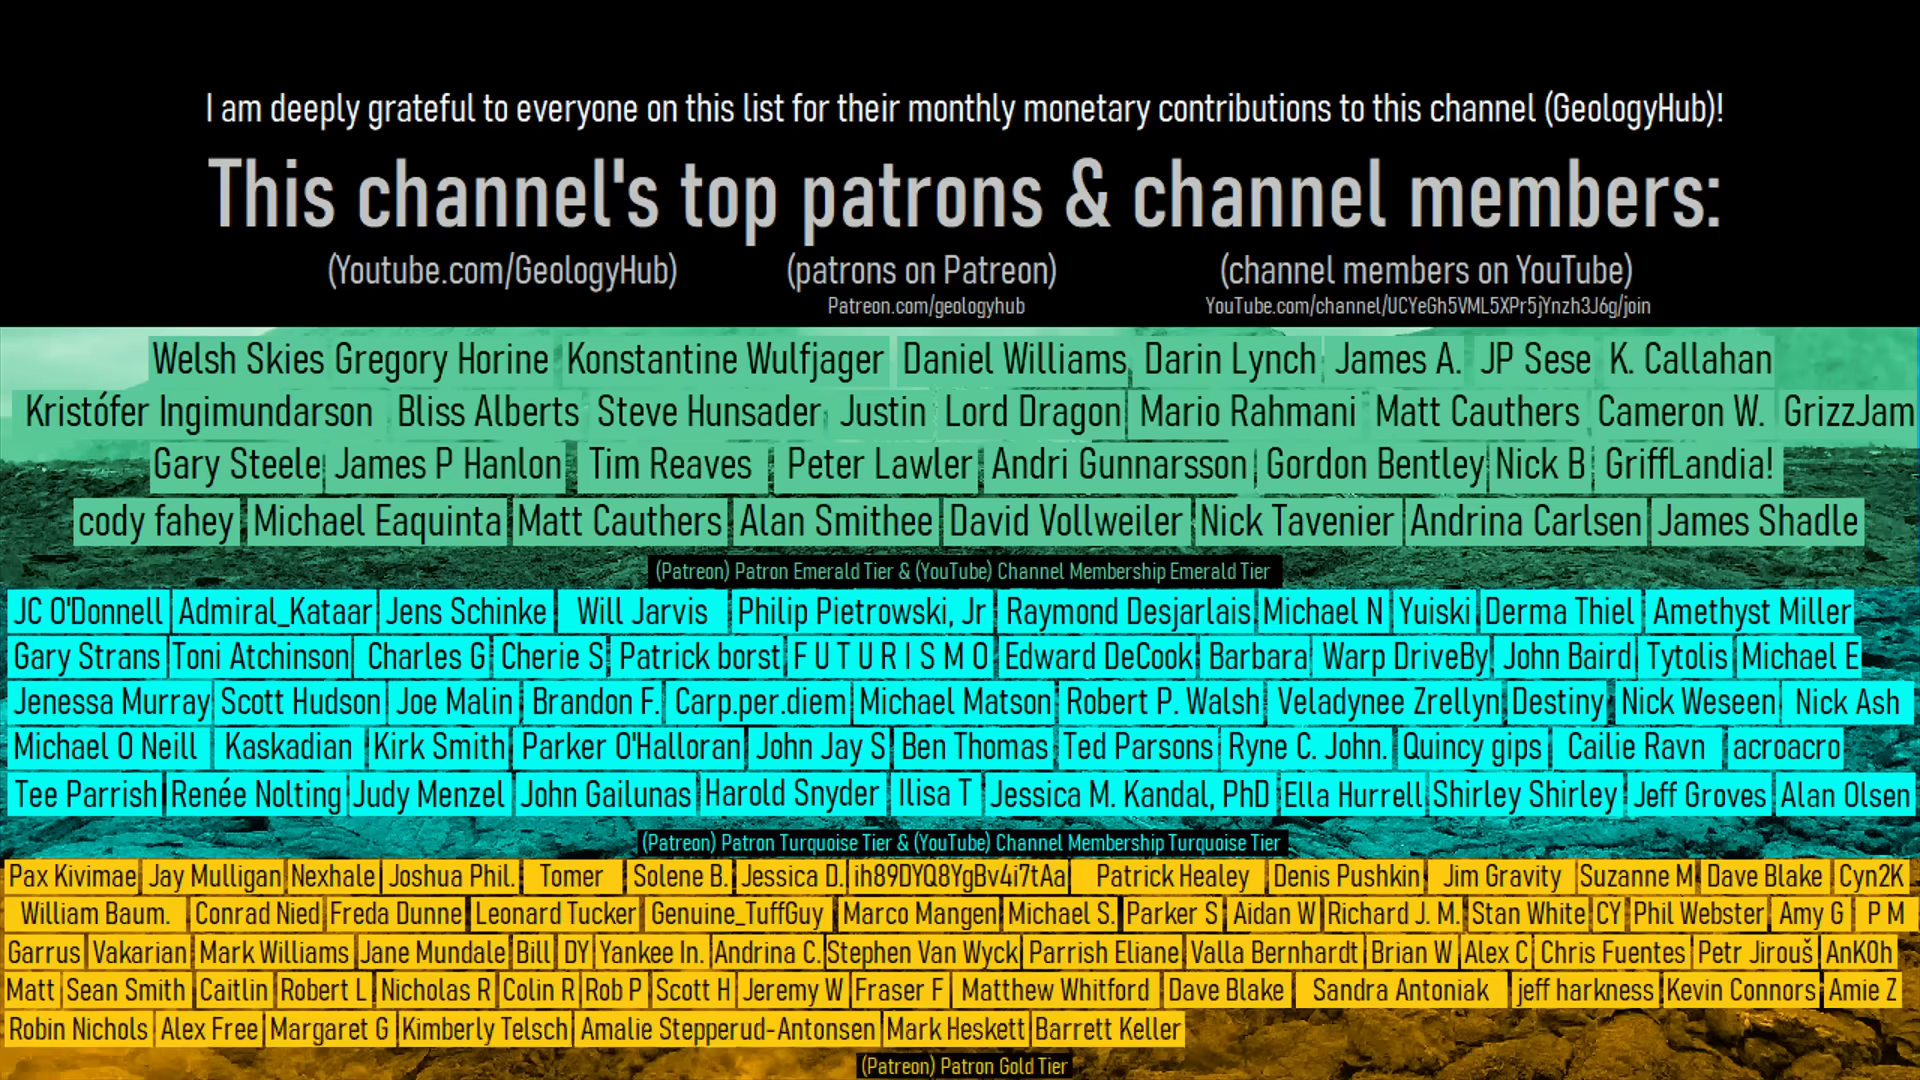 I am deeply grateful to everyone on this list for their monthly monetary contributions to this channel (GeologyHub)!
This channel's top patrons & channel members:
(Youtube.com/GeologyHub) (patrons on Patreon) (channel members on YouTube)
Patreon.com/geologyhub YouTube.com/channel/UCYeGh5VML5XPr5jYnzh3J6g/join
Welsh Skies Gregory Horine Konstantine Wulfjager Daniel Williams Darin Lynch James A. JP Sese K. Callahan
Kristófer Ingimundarson Bliss Alberts Steve Hunsader Justin Lord Dragon Mario Rahmani Matt Cauthers Cameron W. GrizzJam
Gary Steele James P Hanlon Tim Reaves Peter Lawler Andri Gunnarsson Gordon Bentley Nick B GriffLandia!
cody fahey Michael Eaquinta Matt Cauthers Alan Smithee David Vollweiler Nick Tavenier Andrina Carlsen James Shadle
(Patreon) Patron Emerald Tier & (YouTube) Channel Membership Emerald Tier
JC O'Donnell Admiral_Kataar Jens Schinke Will Jarvis Philip Pietrowski, Jr Raymond Desjarlais Michael N Yuiski Derma Thiel Amethyst Miller
Gary Strans Toni Atchinson Charles G Cherie S Patrick borst F U T U R I S M O Edward DeCook Barbara Warp DriveBy John Baird Tytolis Michael E
Jenessa Murray Scott Hudson Joe Malin Brandon F. Carp.per.diem Michael Matson Robert P. Walsh Veladynee Zrellyn Destiny Nick Weseen Nick Ash
Michael O Neill Kaskadian Kirk Smith Parker O'Halloran John Jay S Ben Thomas Ted Parsons Ryne C. John. Quincy gips Cailie Ravn acroacro
Tee Parrish Renée Nolting Judy Menzel John Gailunas Harold Snyder Ilisa T Jessica M. Kandal, PhD Ella Hurrell Shirley Shirley Jeff Groves Alan Olsen
(Patreon) Patron Turquoise Tier & (YouTube) Channel Membership Turquoise Tier
Pax Kivimae Jay Mulligan Nexhale Joshua Phil. Tomer Solene B. Jessica D. ih89DYQ8YgBv4i7tAa Patrick Healey Denis Pushkin Jim Gravity Suzanne M Dave Blake Cyn2K
William Baum. Conrad Nied Freda Dunne Leonard Tucker Genuine_TuffGuy Marco Mangen Michael S. Parker S Aidan W Richard J. M. Stan White CY Phil Webster Amy G P M
Garrus Vakarian Mark Williams Jane Mundale Bill DY Yankee In. Andrina C. Stephen Van Wyck Parrish Eliane Valla Bernhardt Brian W Alex C Chris Fuentes Petr Jirouš AnK0h
Matt Sean Smith Caitlin Robert L Nicholas R Colin R Rob P Scott H Jeremy W Fraser F Matthew Whitford Dave Blake Sandra Antoniak jeff harkness Kevin Connors Amie Z
Robin Nichols Alex Free Margaret G Kimberly Telsch Amalie Stepperud-Antonsen Mark Heskett Barrett Keller
(Patreon) Patron Gold Tier